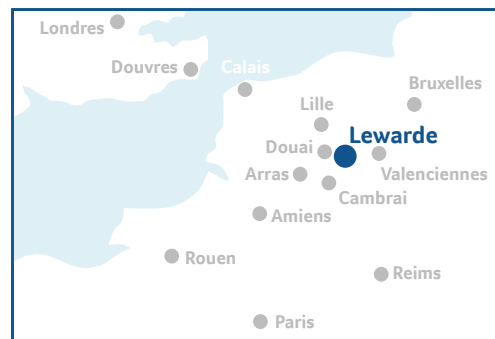 Londres
Douvres
Calais
Bruxelles
Lille
Lewarde
Douai
Arras
Valenciennes
Cambrai
Amiens
Rouen
Reims
Paris